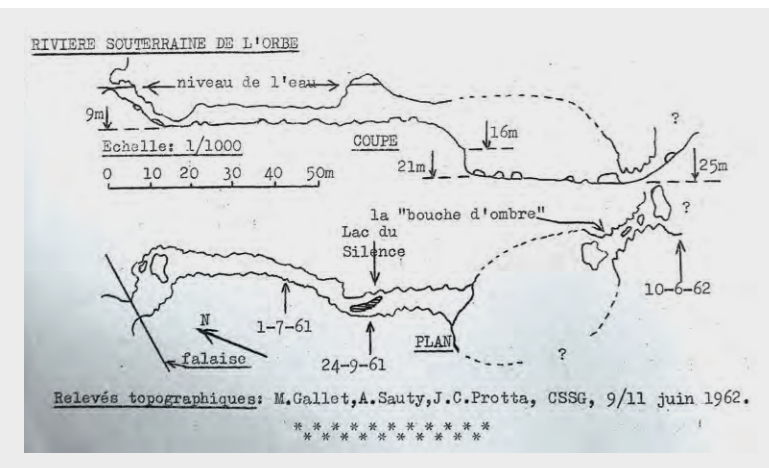 RIVIERE SOUTERRAINE DE L'ORBE
niveau de l'eau
9m
16m
?
Echelle: 1/1000
COUPE
21m
25m
0 10 20 30 40 50m
la "bouche d'ombre"
?
Lac du
Silence
10-6-62
N
1-7-61
PLAN
falaise
24-9-61
?
Relevés topographiques: M.Gallet,A.Sauty,J.C.Protta, CSSG, 9/11 juin 1962.